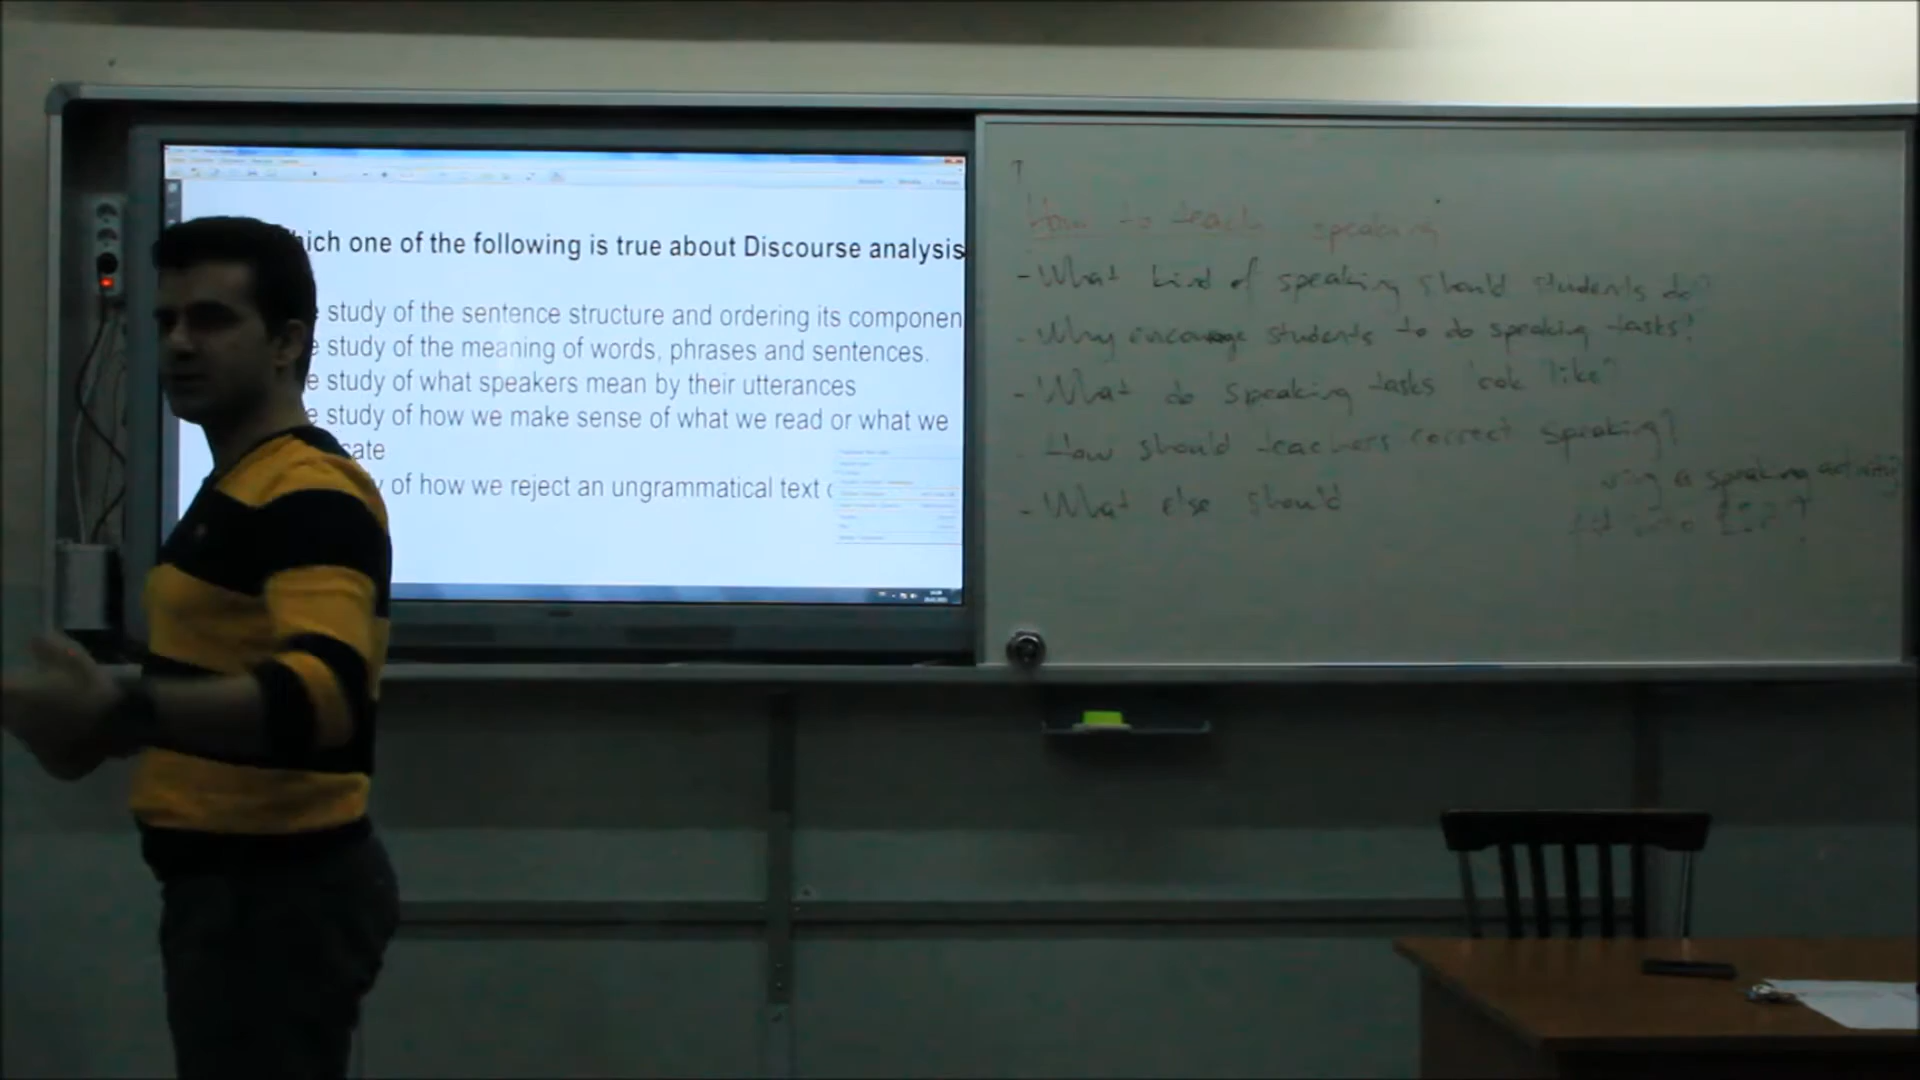 hich one of the following is true about Discourse analysis
e study of the sentence structure and ordering its componen
e study of the meaning of words, phrases and sentences.
e study of what speakers mean by their utterances
e study of how we make sense of what we read or what we
cate
y of how we reject an ungrammatical text
How to teach speaking
- What kind of speaking should students do?
- Why encourage students to do speaking tasks?
- What do speaking tasks look like?
- How should teachers correct speaking?
- What else should
a speaking activity